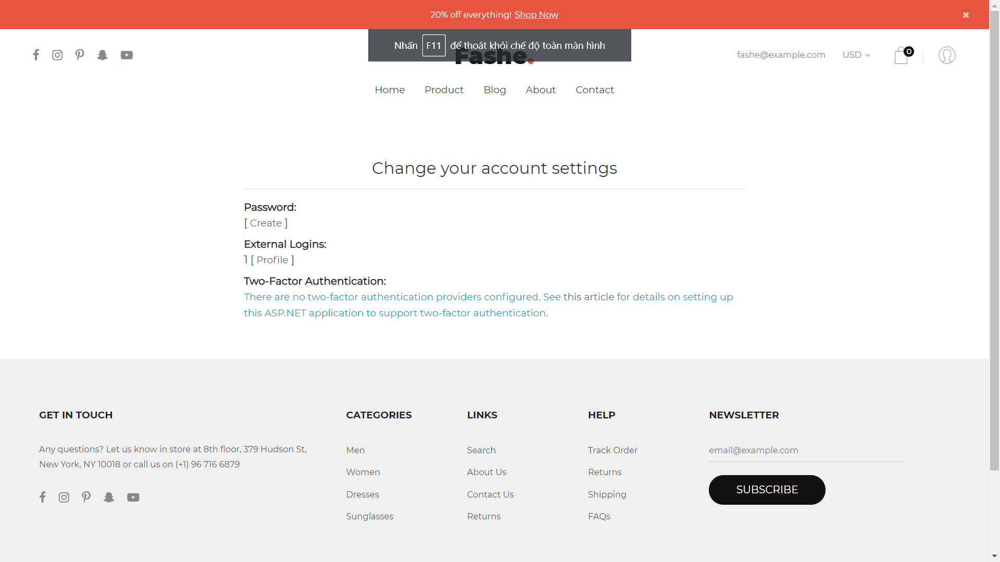 20% off everything! Shop Now
Nhấn F11 để thoát khỏi chế độ toàn màn hình
Fashe.
fashe@example.com USD 0
Home Product Blog About Contact
Change your account settings
Password:
[ Create ]
External Logins:
1 [ Profile ]
Two-Factor Authentication:
There are no two-factor authentication providers configured. See this article for details on setting up
this ASP.NET application to support two-factor authentication.
GET IN TOUCH
Any questions? Let us know in store at 8th floor, 379 Hudson St,
New York, NY 10018 or call us on (+1) 96 716 6879
CATEGORIES
Men
Women
Dresses
Sunglasses
LINKS
Search
About Us
Contact Us
Returns
HELP
Track Order
Returns
Shipping
FAQs
NEWSLETTER
email@example.com
SUBSCRIBE